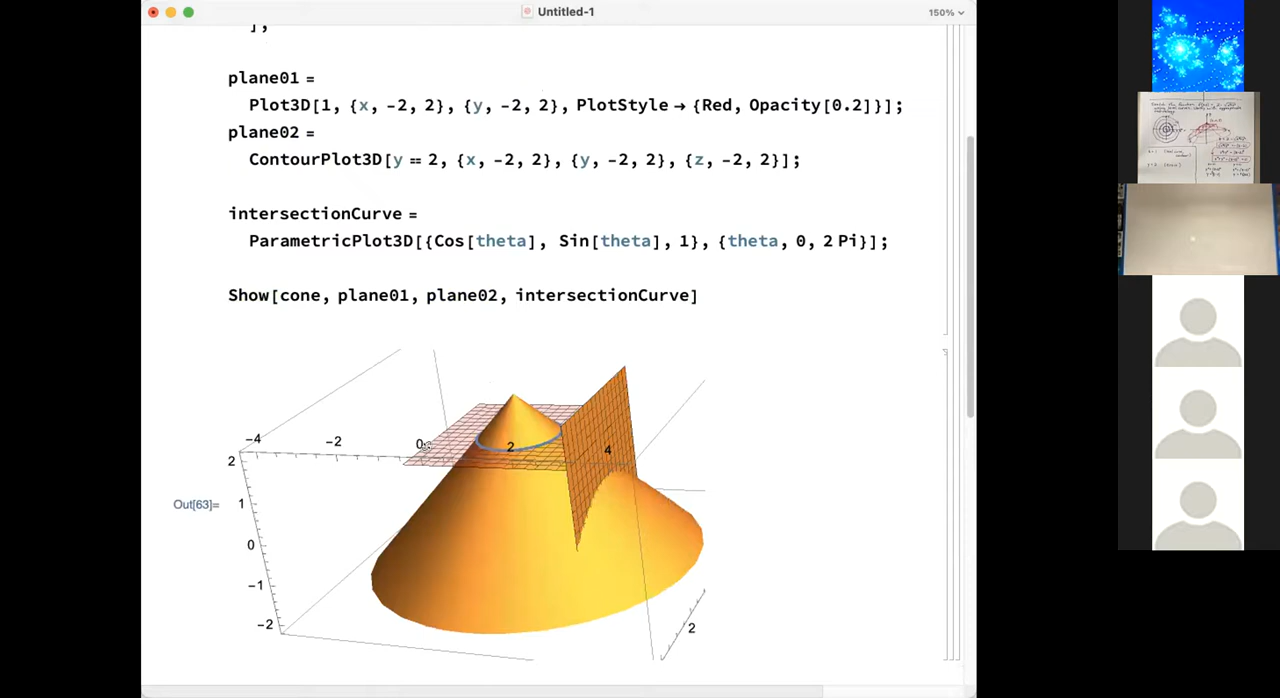 Untitled-1
150%
];
plane01 =
Plot3D[1, {x, -2, 2}, {y, -2, 2}, PlotStyle → {Red, Opacity[0.2]}];
plane02 =
ContourPlot3D[y == 2, {x, -2, 2}, {y, -2, 2}, {z, -2, 2}];
intersectionCurve =
ParametricPlot3D[{Cos[theta], Sin[theta], 1}, {theta, 0, 2 Pi}];
Show[cone, plane01, plane02, intersectionCurve]
-4 -2 0 2 4
2
Out[63]= 1
0
-1
-2
2